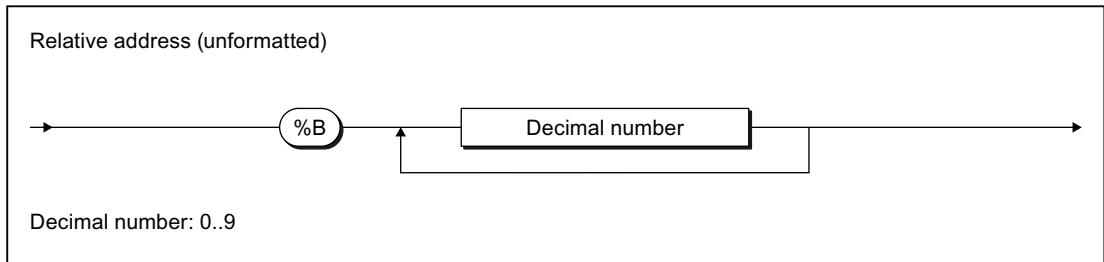 Relative address (unformatted)
%B Decimal number
Decimal number: 0..9